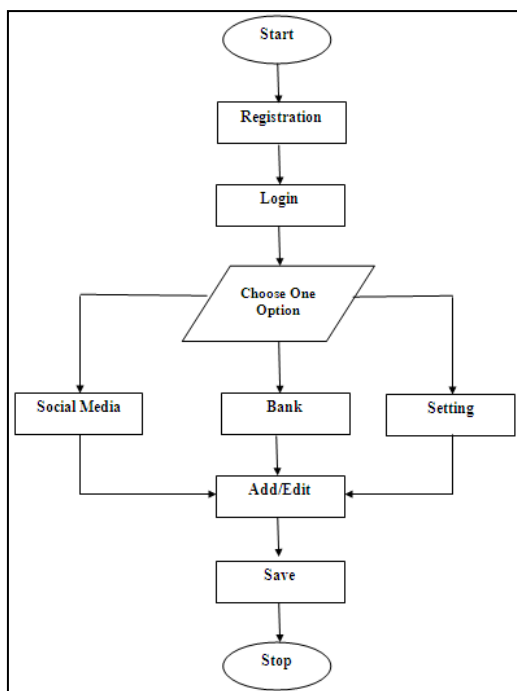 Start
Registration
Login
Choose One
Option
Social Media
Bank
Setting
Add/Edit
Save
Stop